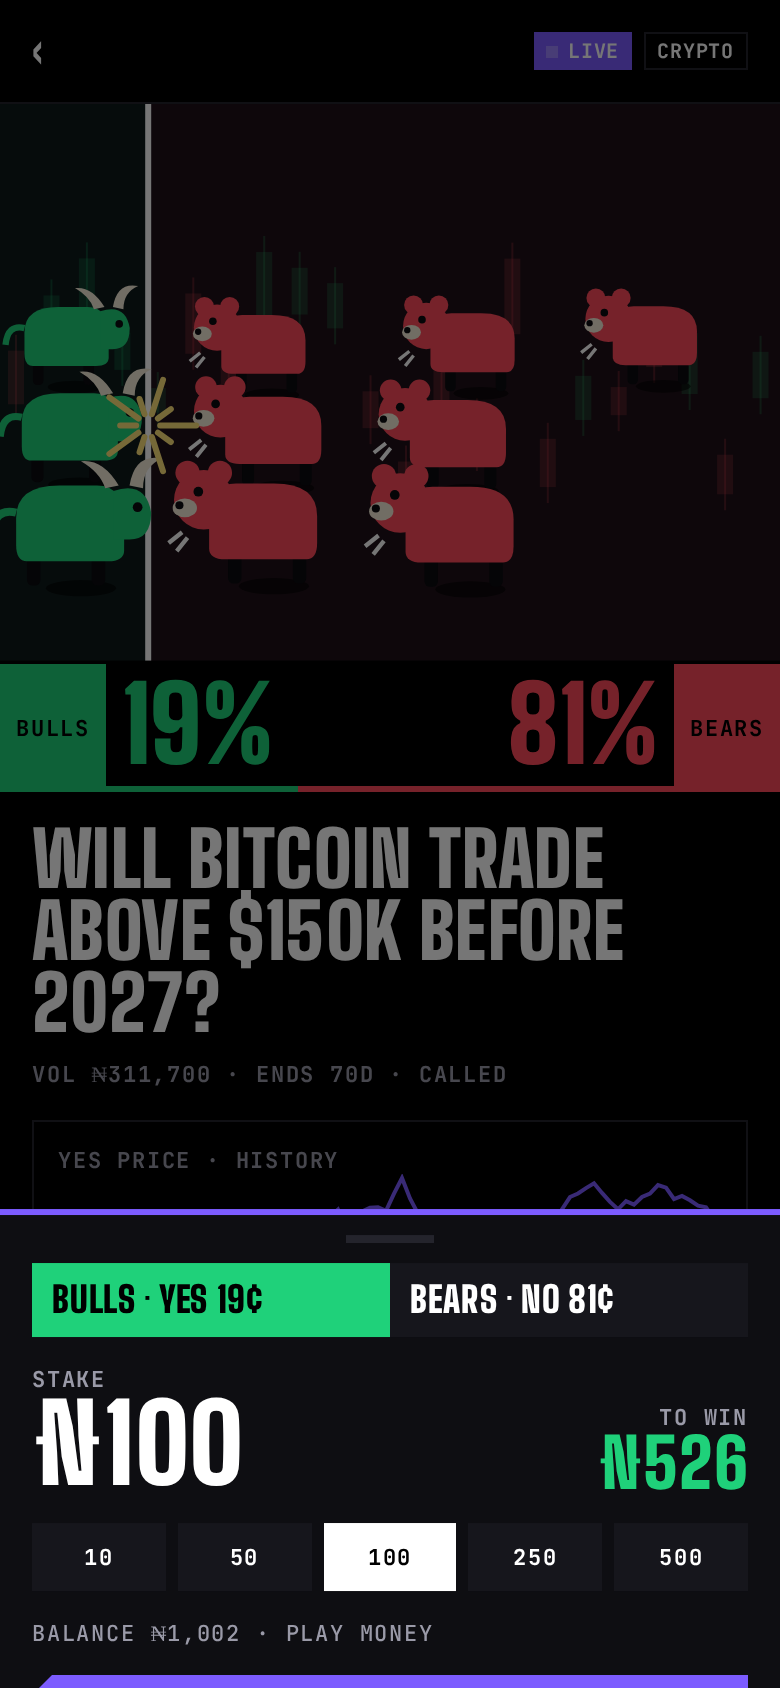 LIVE
CRYPTO
BULLS
19%
81%
BEARS
WILL BITCOIN TRADE
ABOVE $150K BEFORE
2027?
VOL ₦311,700 · ENDS 70D · CALLED
YES PRICE · HISTORY
BULLS · YES 19¢
BEARS · NO 81¢
STAKE
₦100
TO WIN
₦526
10
50
100
250
500
BALANCE ₦1,002 · PLAY MONEY